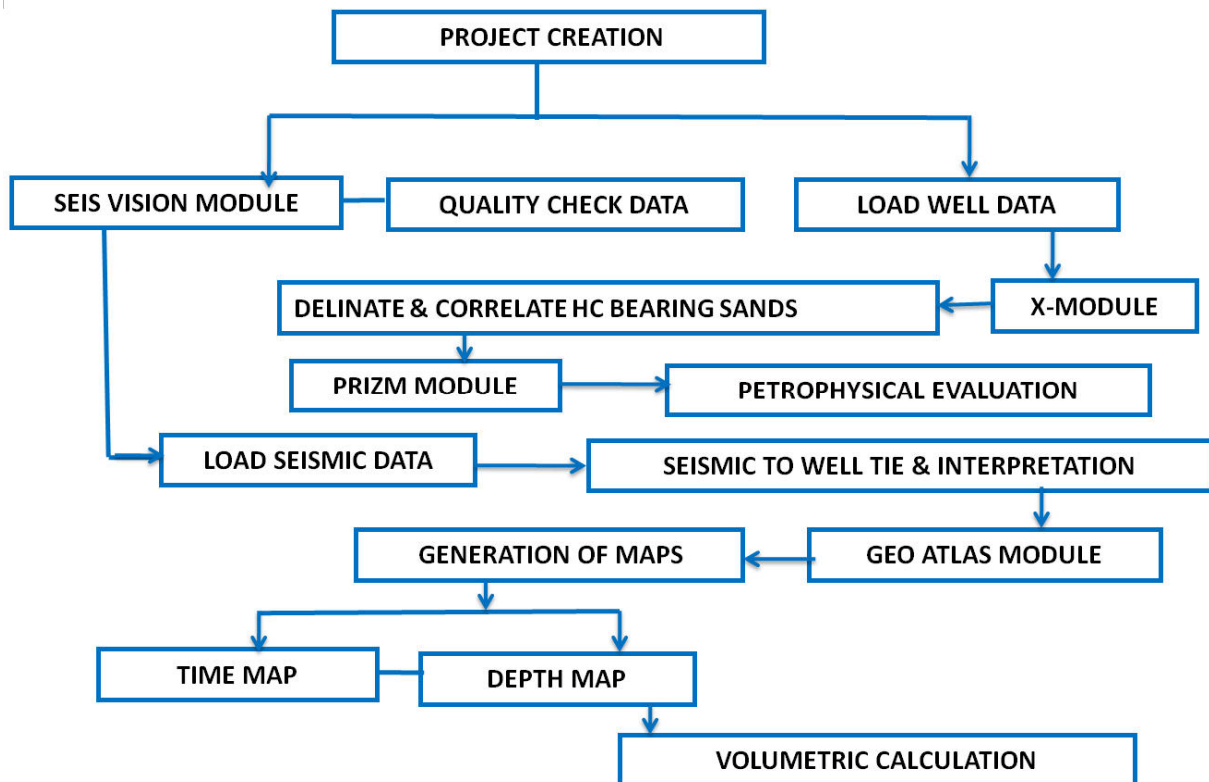 PROJECT CREATION
SEIS VISION MODULE
QUALITY CHECK DATA
LOAD WELL DATA
DELINATE & CORRELATE HC BEARING SANDS
X-MODULE
PRIZM MODULE
PETROPHYSICAL EVALUATION
LOAD SEISMIC DATA
SEISMIC TO WELL TIE & INTERPRETATION
GENERATION OF MAPS
GEO ATLAS MODULE
TIME MAP
DEPTH MAP
VOLUMETRIC CALCULATION